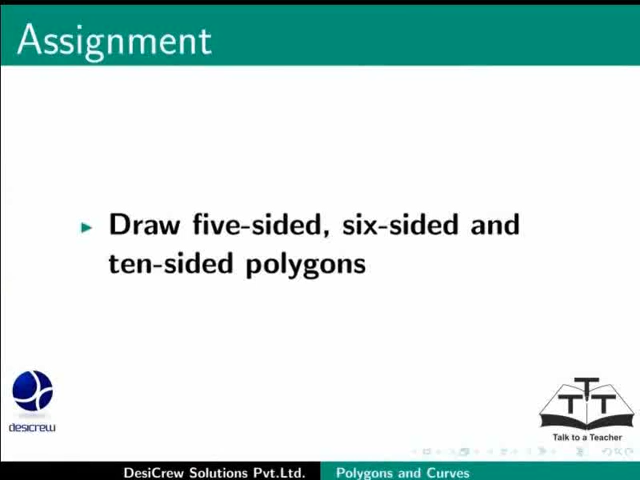 Assignment
Draw five-sided, six-sided and
ten-sided polygons
desicrew
T
T T
Talk to a Teacher
DesiCrew Solutions Pvt.Ltd.
Polygons and Curves